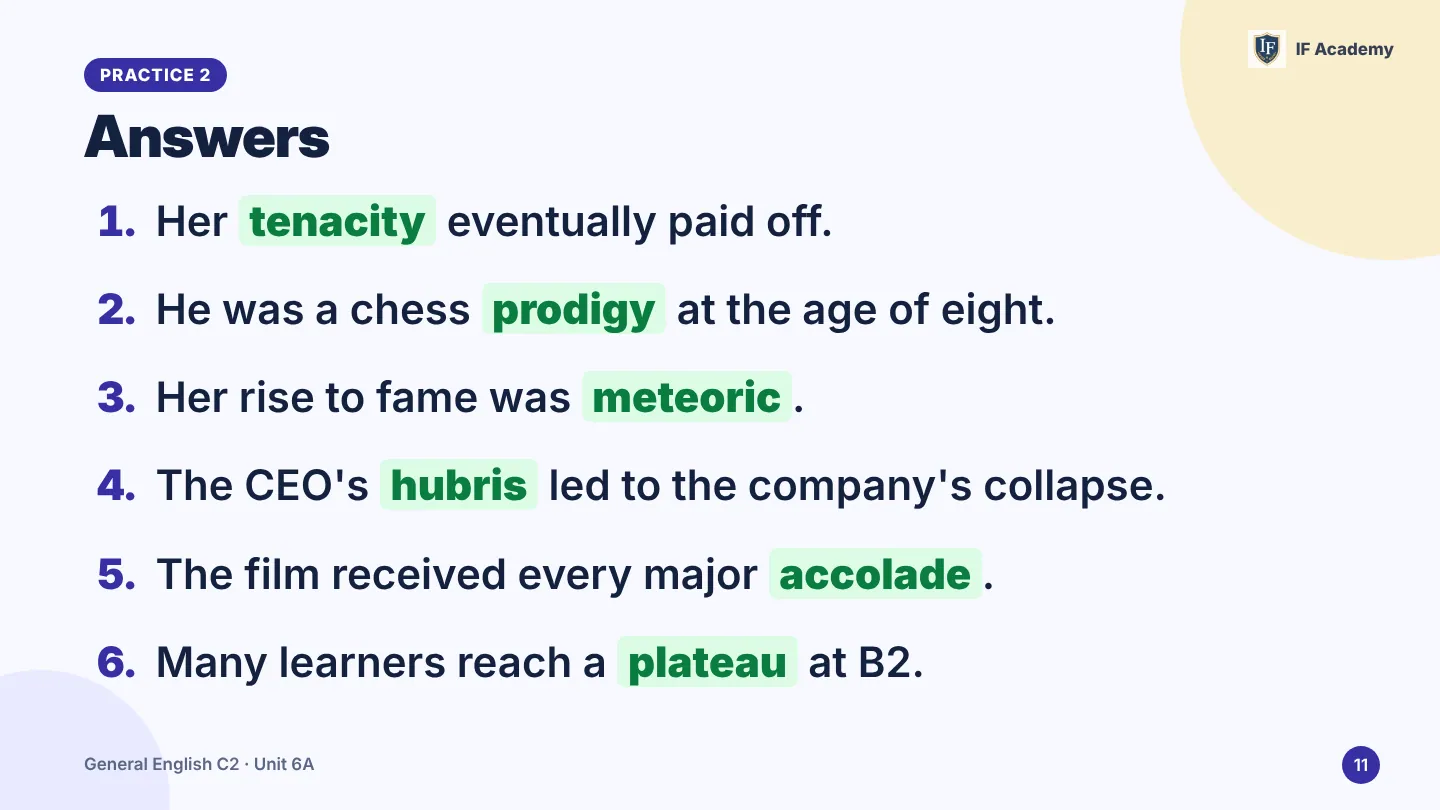 IF Academy
PRACTICE 2
Answers
1. Her tenacity eventually paid off.
2. He was a chess prodigy at the age of eight.
3. Her rise to fame was meteoric.
4. The CEO's hubris led to the company's collapse.
5. The film received every major accolade.
6. Many learners reach a plateau at B2.
General English C2 · Unit 6A
11